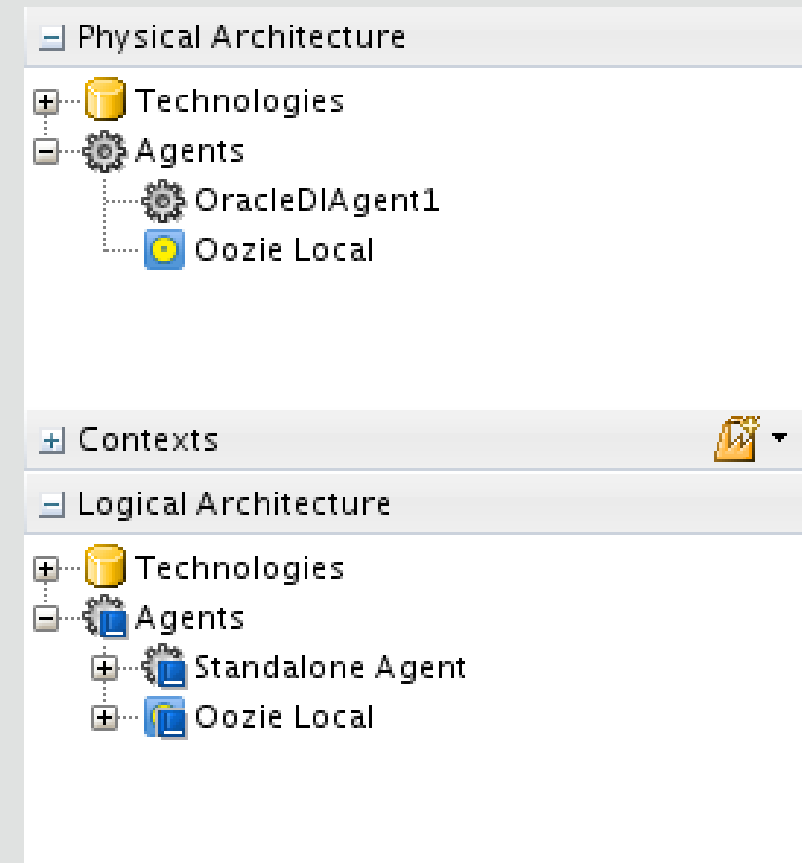 Physical Architecture
Technologies
Agents
OracleDIAgent1
Oozie Local
Contexts
Logical Architecture
Technologies
Agents
Standalone Agent
Oozie Local